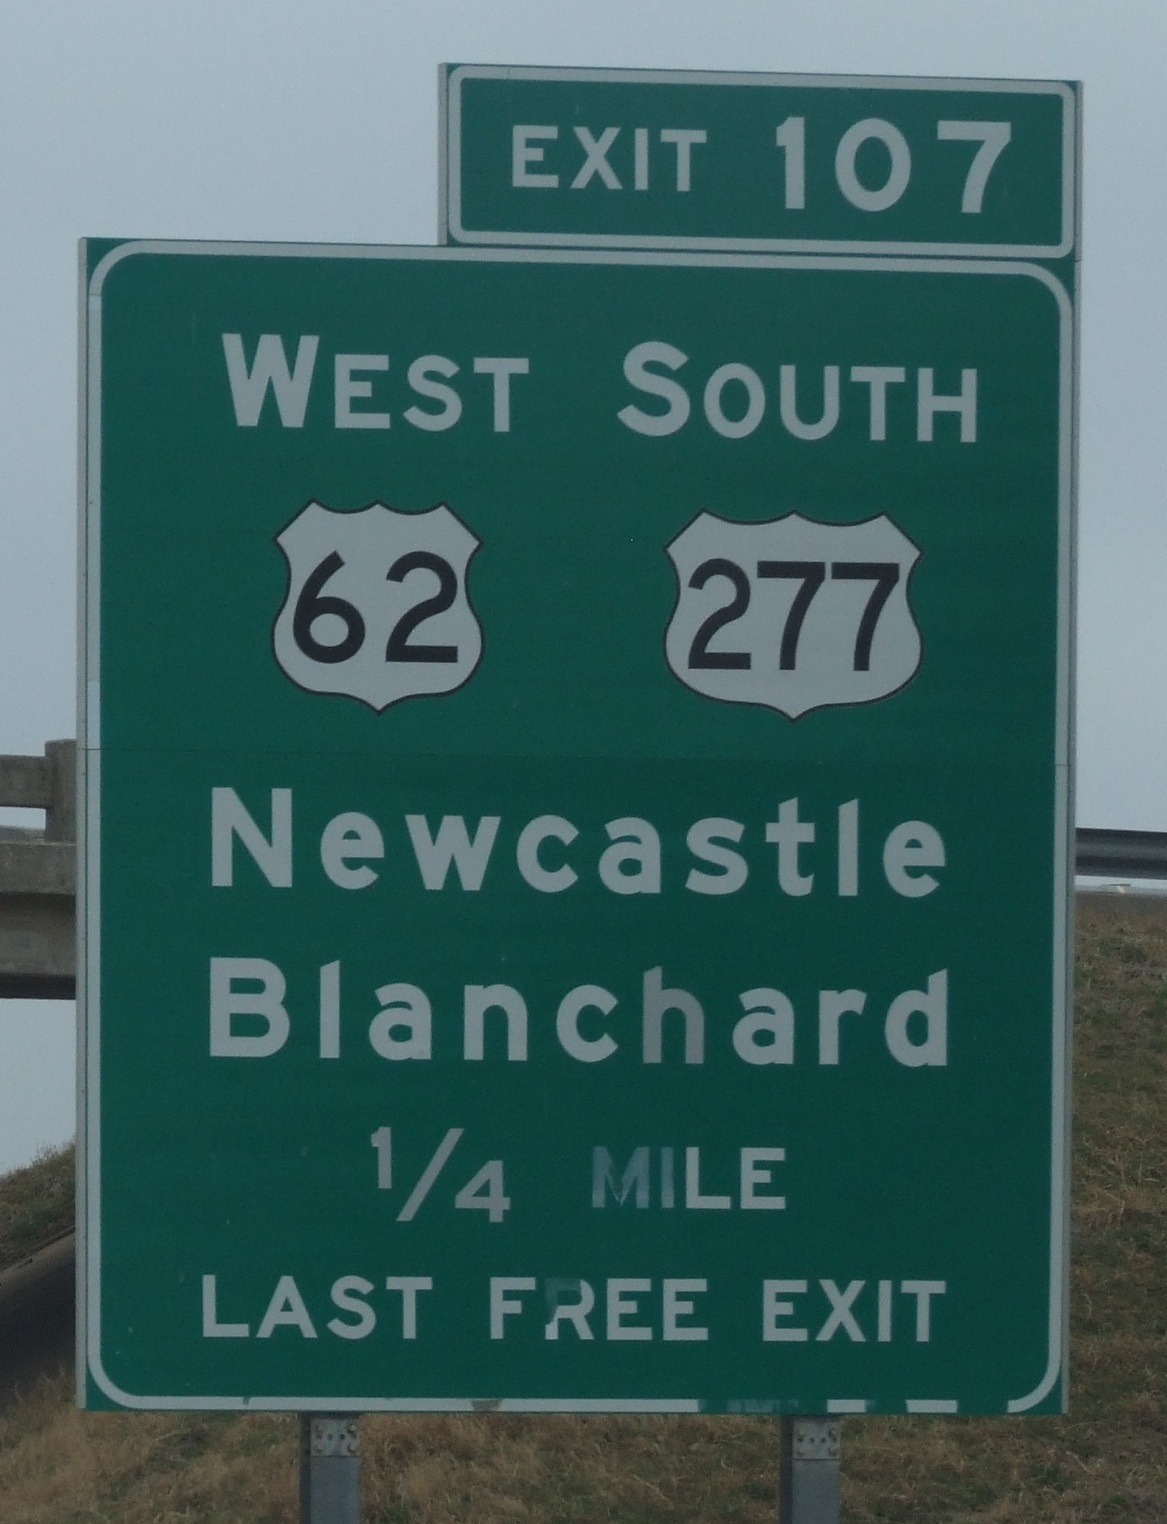 EXIT 107
WEST SOUTH
62 277
Newcastle
Blanchard
1/4 MILE
LAST FREE EXIT